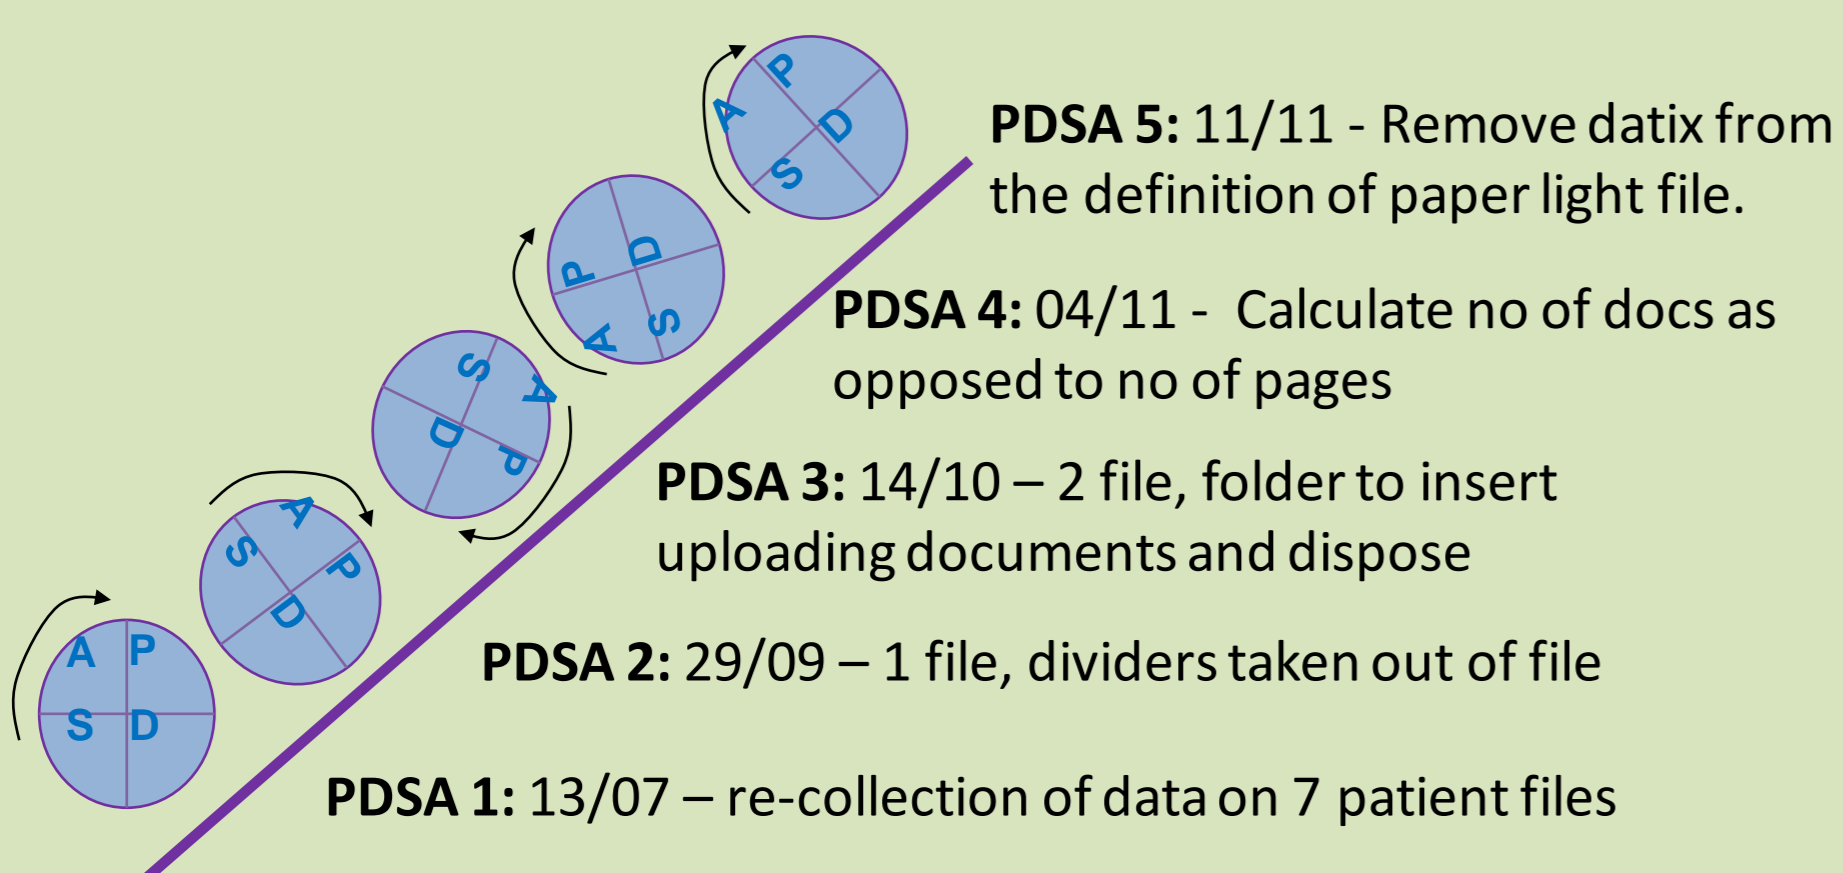 PDSA 5: 11/11 - Remove datix from
the definition of paper light file.
PDSA 4: 04/11 -  Calculate no of docs as
opposed to no of pages
PDSA 3: 14/10 – 2 file, folder to insert
uploading documents and dispose
PDSA 2: 29/09 – 1 file, dividers taken out of file
PDSA 1: 13/07 – re-collection of data on 7 patient files
A P
S D
A P
S D
A P
S D
A P
S D
A P
S D